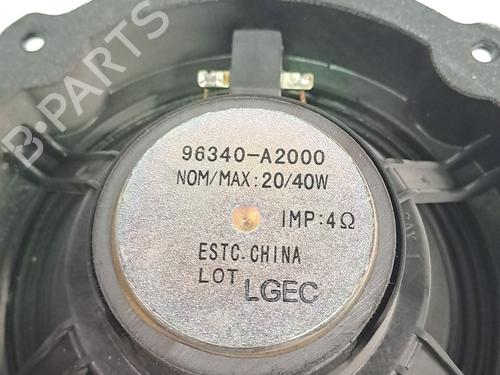 B-PARTS
96340-A2000
NOM/MAX:20/40W
IMP:4Ω
ESTC.CHINA
LOT LGEC